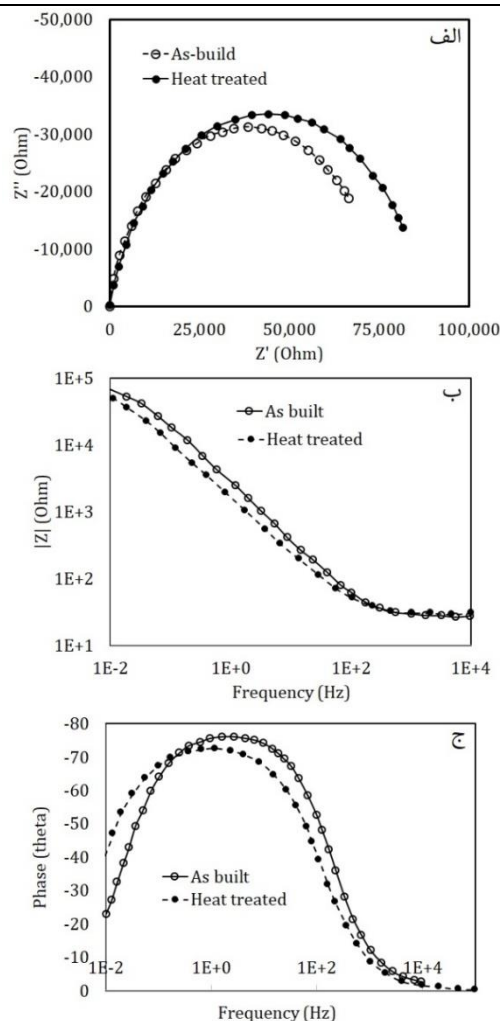 الف
-50,000
-40,000
-30,000
-20,000
-10,000
0
Z'' (Ohm)
As-build
Heat treated
0 25,000 50,000 75,000 100,000
Z' (Ohm)
ب
1E+5
1E+4
1E+3
1E+2
1E+1
|Z| (Ohm)
As built
Heat treated
1E-2 1E+0 1E+2 1E+4
Frequency (Hz)
ج
-80
-70
-60
-50
-40
-30
-20
-10
0
Phase (theta)
As built
Heat treated
1E-2 1E+0 1E+2 1E+4
Frequency (Hz)